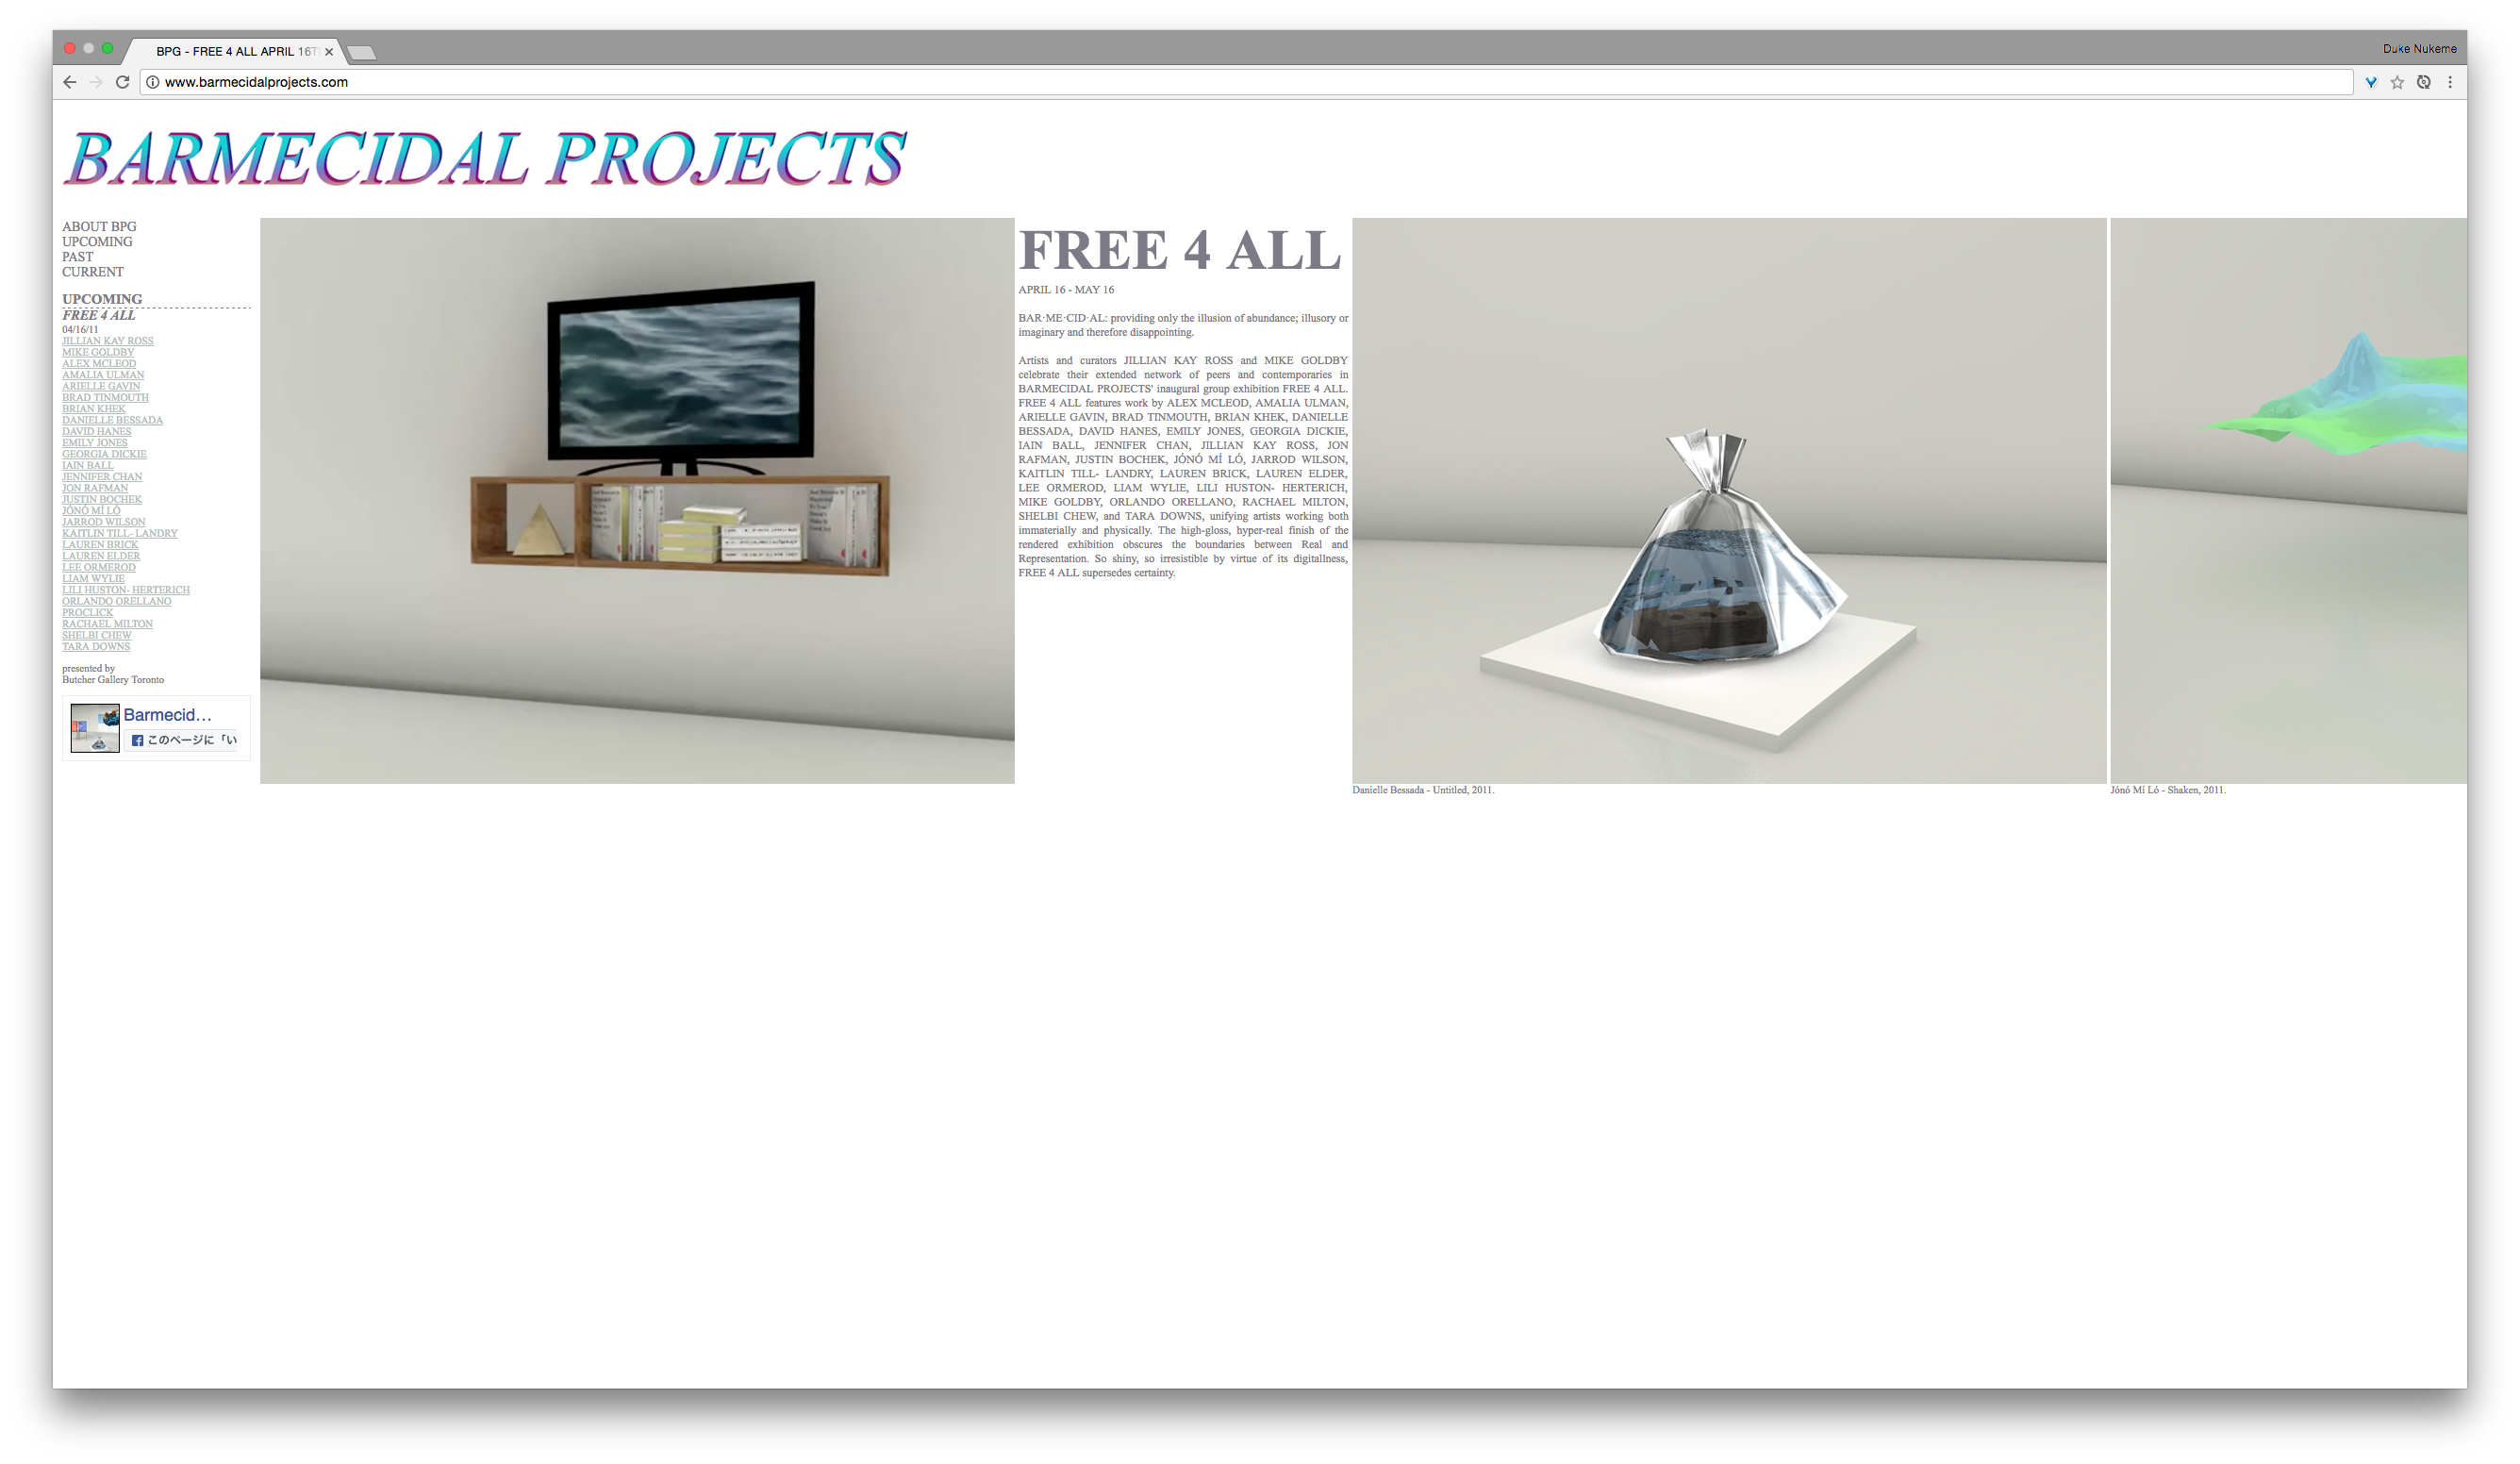 BPG - FREE 4 ALL APRIL 16T
Duke Nukeme
www.barmecidalprojects.com
BARMECIDAL PROJECTS
ABOUT BPG
UPCOMING
PAST
CURRENT
UPCOMING
FREE 4 ALL
04/16/11
JILLIAN KAY ROSS
MIKE GOLDBY
ALEX MCLEOD
AMALIA ULMAN
ARIELLE GAVIN
BRAD TINMOUTH
BRIAN KHEK
DANIELLE BESSADA
DAVID HANES
EMILY JONES
GEORGIA DICKIE
IAIN BALL
JENNIFER CHAN
JON RAFMAN
JUSTIN BOCHEK
JÓNÓ MÍ LÓ
JARROD WILSON
KAITLIN TILL- LANDRY
LAUREN BRICK
LAUREN ELDER
LEE ORMEROD
LIAM WYLIE
LILI HUSTON- HERTERICH
ORLANDO ORELLANO
PROCLICK
RACHAEL MILTON
SHELBI CHEW
TARA DOWNS
presented by
Butcher Gallery Toronto
Barmecid…
このページに「い
FREE 4 ALL
APRIL 16 - MAY 16
BAR·ME·CID·AL: providing only the illusion of abundance; illusory or
imaginary and therefore disappointing.
Artists and curators JILLIAN KAY ROSS and MIKE GOLDBY
celebrate their extended network of peers and contemporaries in
BARMECIDAL PROJECTS' inaugural group exhibition FREE 4 ALL.
FREE 4 ALL features work by ALEX MCLEOD, AMALIA ULMAN,
ARIELLE GAVIN, BRAD TINMOUTH, BRIAN KHEK, DANIELLE
BESSADA, DAVID HANES, EMILY JONES, GEORGIA DICKIE,
IAIN BALL, JENNIFER CHAN, JILLIAN KAY ROSS, JON
RAFMAN, JUSTIN BOCHEK, JÓNÓ MÍ LÓ, JARROD WILSON,
KAITLIN TILL- LANDRY, LAUREN BRICK, LAUREN ELDER,
LEE ORMEROD, LIAM WYLIE, LILI HUSTON- HERTERICH,
MIKE GOLDBY, ORLANDO ORELLANO, RACHAEL MILTON,
SHELBI CHEW, and TARA DOWNS, unifying artists working both
immaterially and physically. The high-gloss, hyper-real finish of the
rendered exhibition obscures the boundaries between Real and
Representation. So shiny, so irresistible by virtue of its digitallness,
FREE 4 ALL supersedes certainty.
Danielle Bessada - Untitled, 2011.
Jónó Mí Ló - Shaken, 2011.